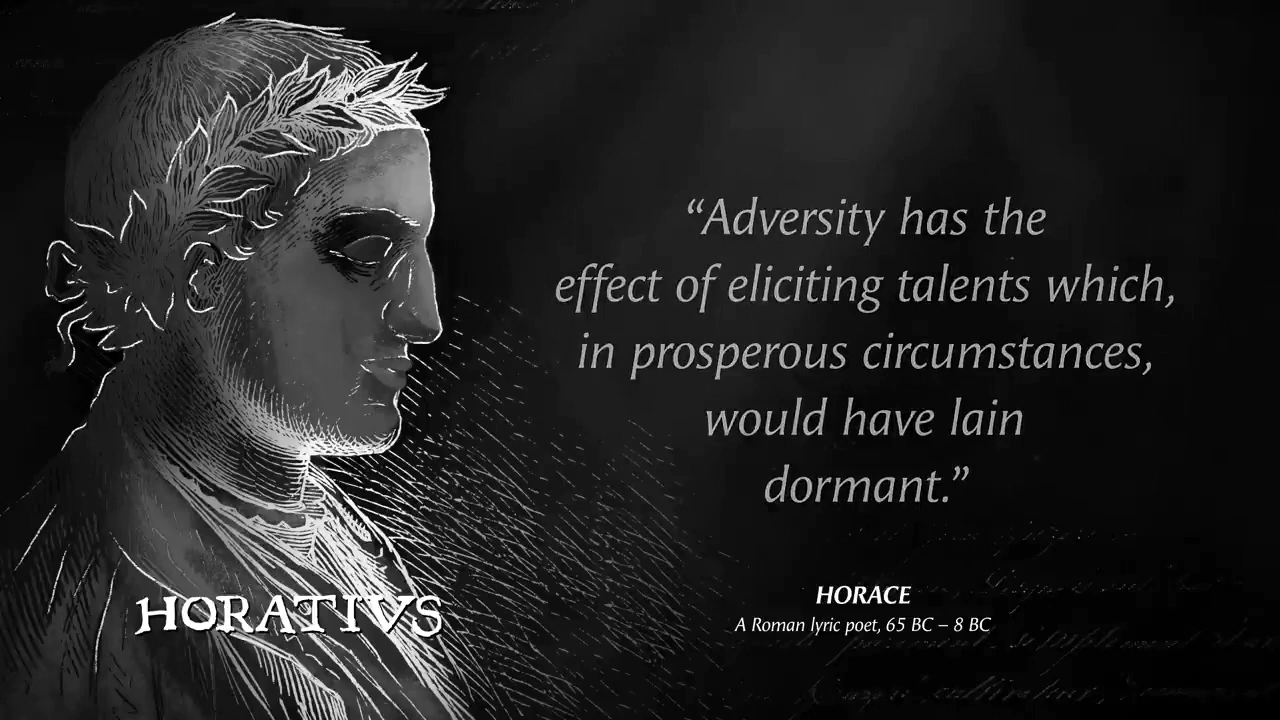 “Adversity has the
effect of eliciting talents which,
in prosperous circumstances,
would have lain
dormant.”
HORACE
A Roman lyric poet, 65 BC – 8 BC
HORATIVS